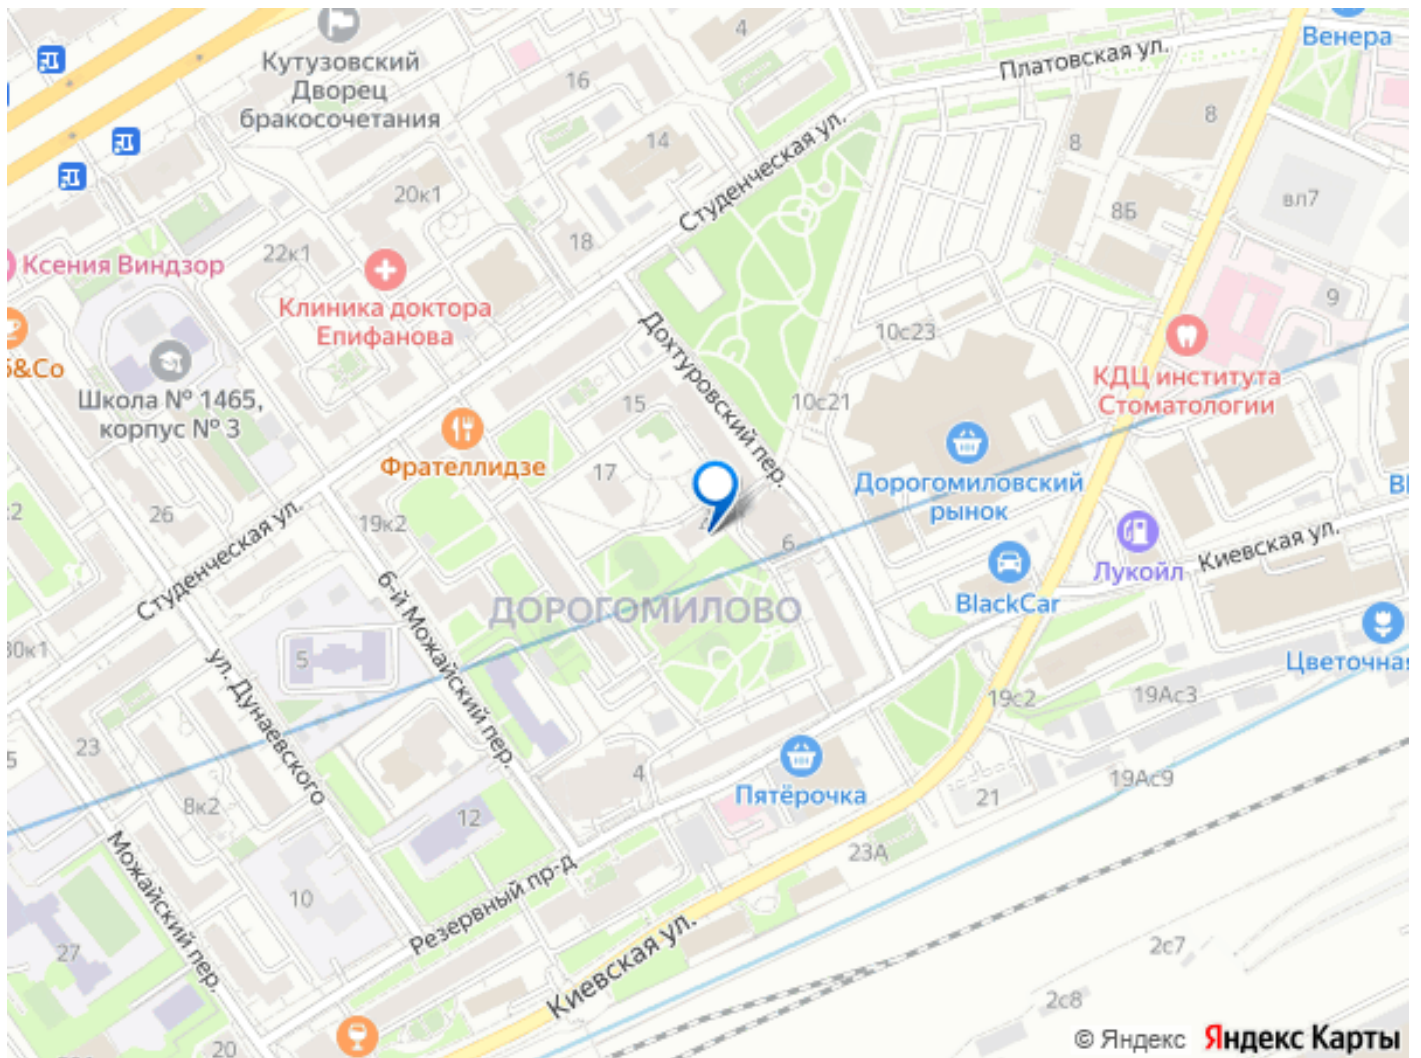 4
Венера
Платовская ул.
Кутузовский
Дворец
бракосочетания
16
14
8
8
Студенческая ул.
20к1
18
8Б
вл7
22к1
Ксения Виндзор
Клиника доктора
Епифанова
9
Дохтуровский пер.
10с23
КДЦ института
Стоматологии
&Co
Школа № 1465,
корпус № 3
15
10с21
Фрателлидзе
17
Дорогомиловский
рынок
26
19к2
Студенческая ул.
6
Киевская ул.
Лукойл
BlackCar
6-й Можайский пер.
ДОРОГОМИЛОВО
5
Цветочная
ул. Дунаевского
19с2
19Ас3
23
4
Пятёрочка
19Ас9
21
8к2
12
23А
Можайский пер.
10
Резервный пр-д
Киевская ул.
27
2с7
2с8
20
© Яндекс Яндекс Карты